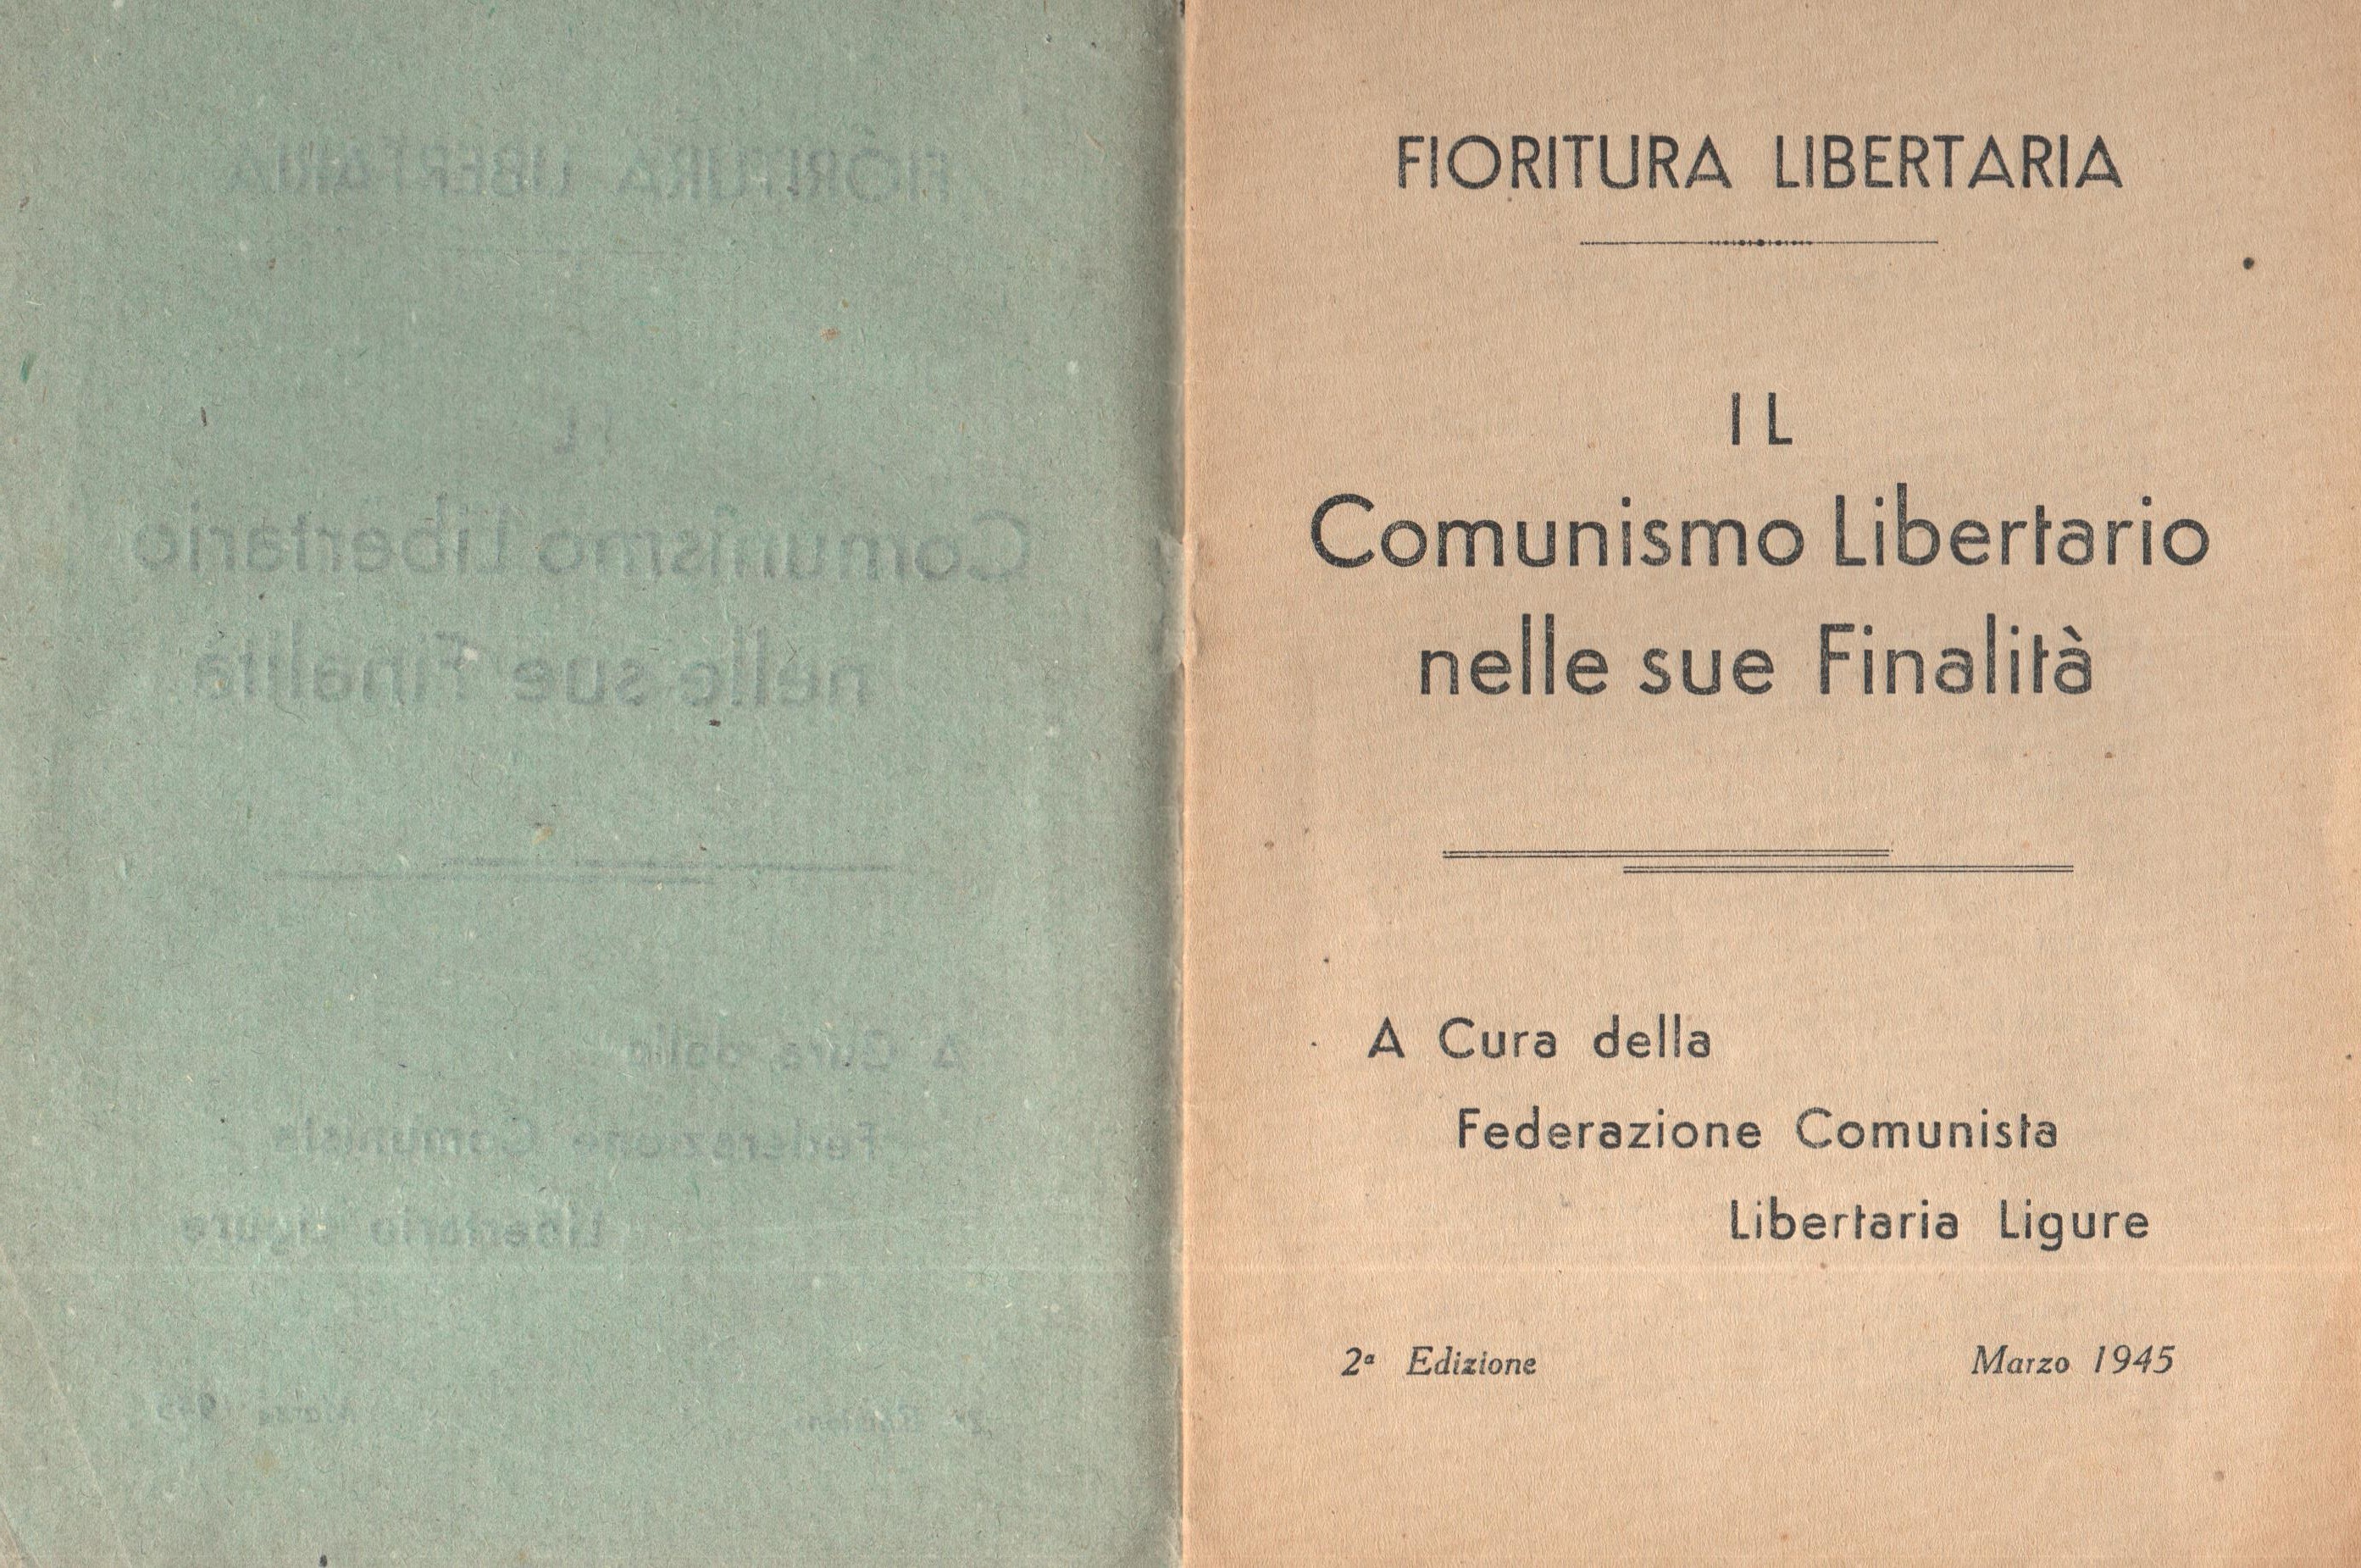 FIORITURA LIBERTARIA
IL
Comunismo Libertario
nelle sue Finalità
A Cura della
Federazione Comunista
Libertaria Ligure
2ª Edizione Marzo 1945